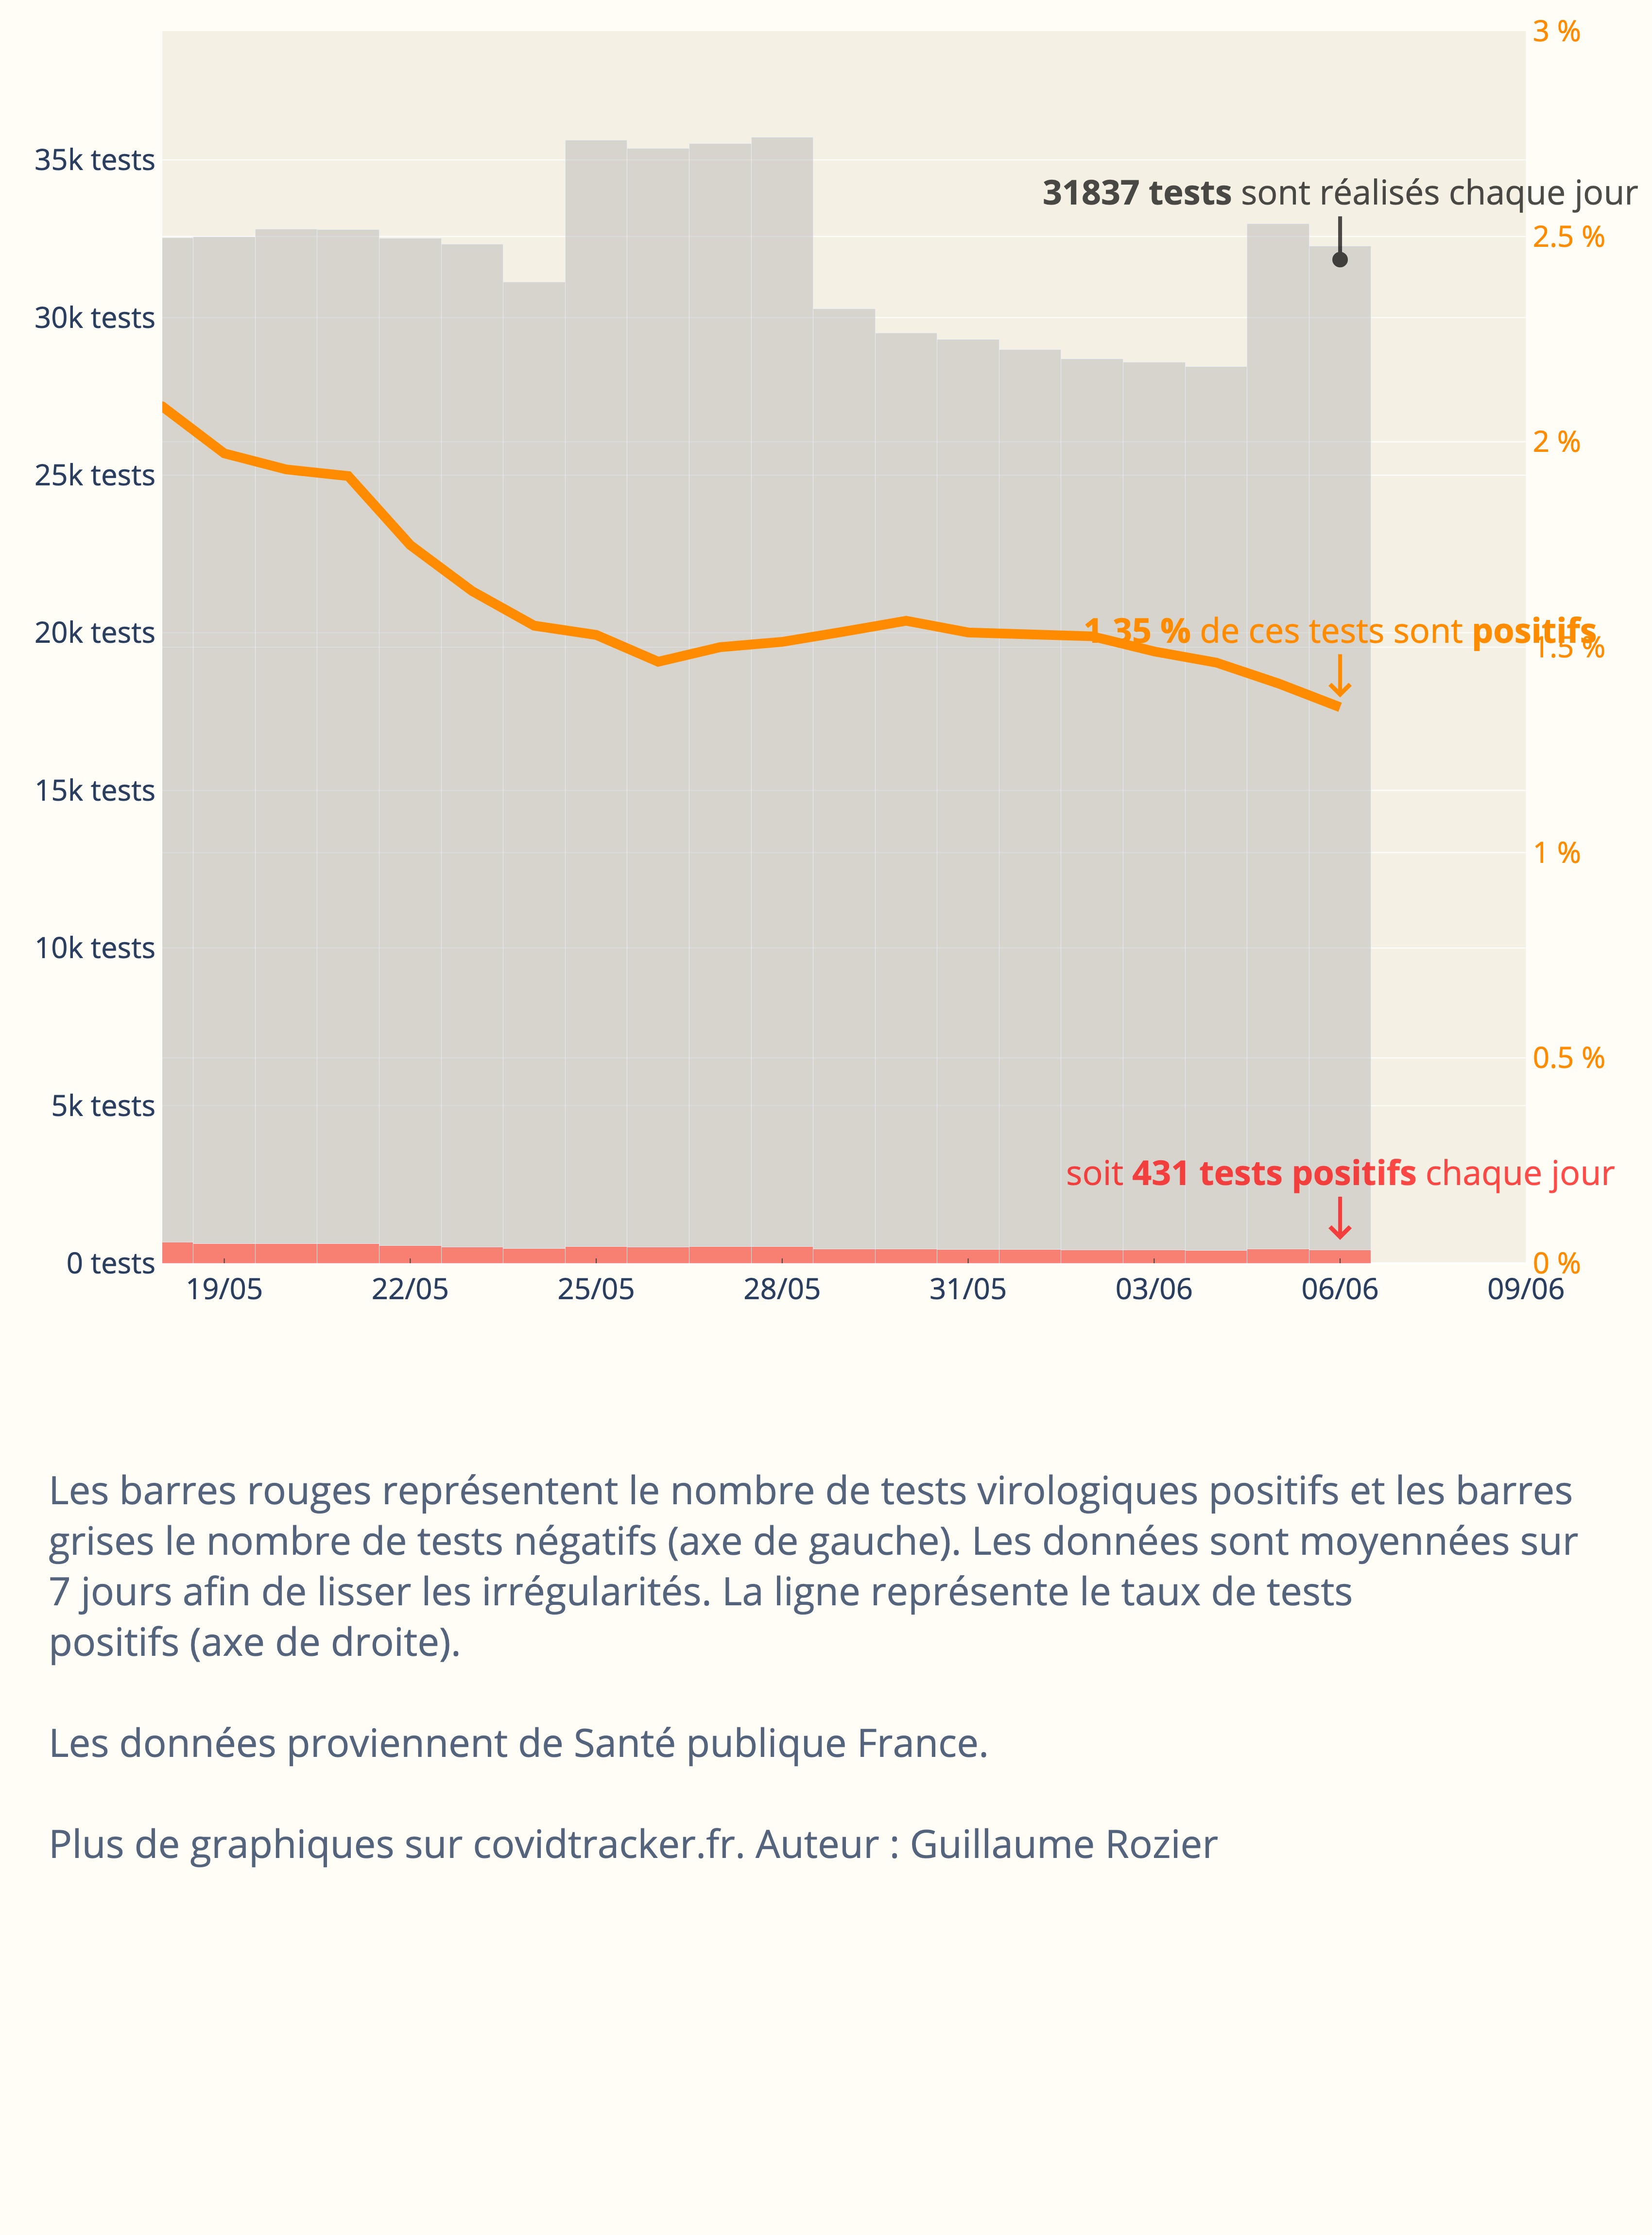 3 %
35k tests
31837 tests sont réalisés chaque jour
2.5 %
30k tests
2 %
25k tests
20k tests
1.35 % de ces tests sont positifs
1.5 %
15k tests
1 %
10k tests
0.5 %
5k tests
soit 431 tests positifs chaque jour
0 tests
0 %
19/05 22/05 25/05 28/05 31/05 03/06 06/06 09/06
Les barres rouges représentent le nombre de tests virologiques positifs et les barres
grises le nombre de tests négatifs (axe de gauche). Les données sont moyennées sur
7 jours afin de lisser les irrégularités. La ligne représente le taux de tests
positifs (axe de droite).
Les données proviennent de Santé publique France.
Plus de graphiques sur covidtracker.fr. Auteur : Guillaume Rozier